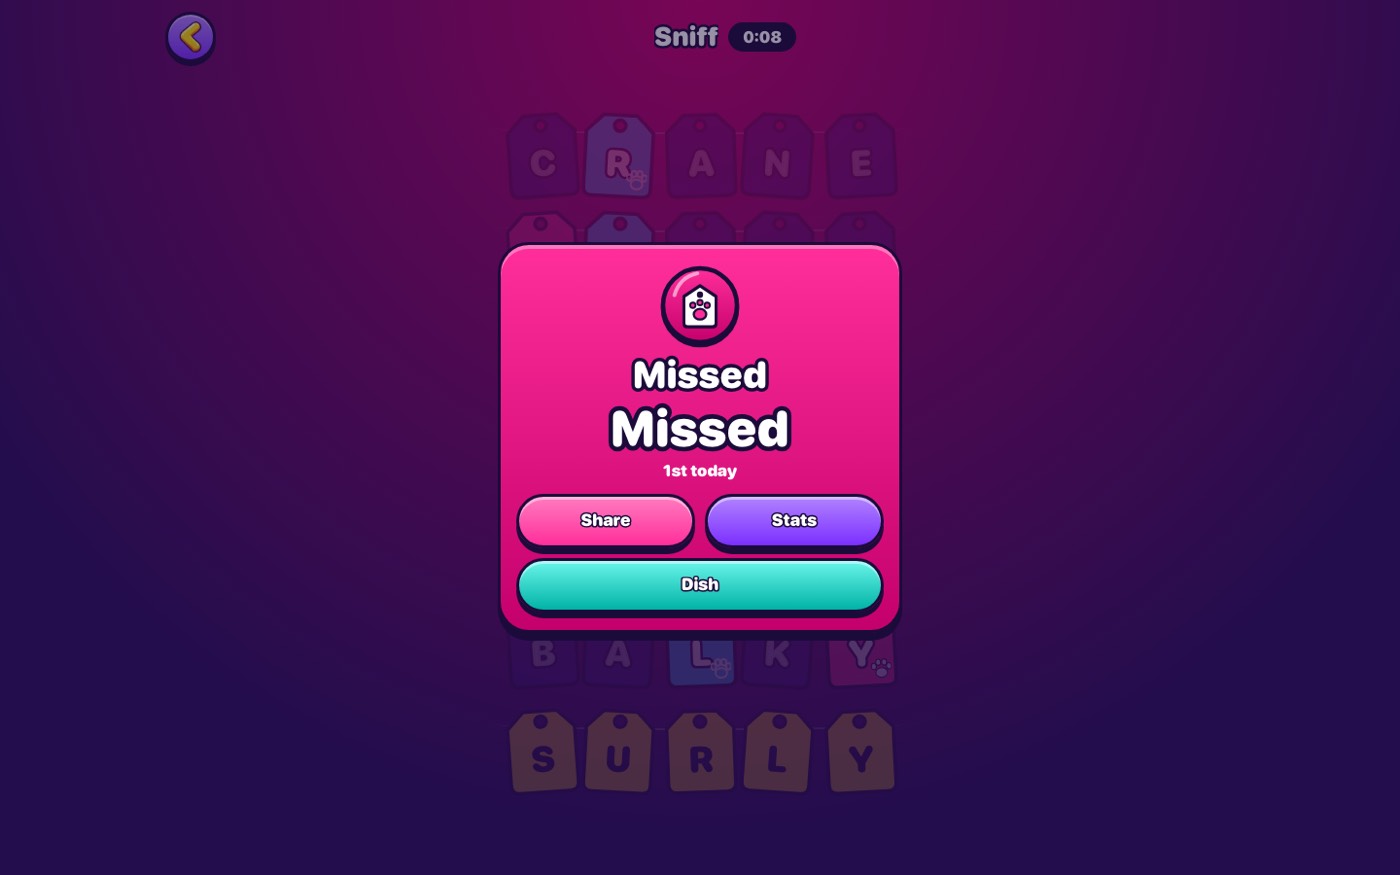 Sniff 0:08
C R A N E
Missed
Missed
1st today
Share Stats
Dish
B A L K Y
S U R L Y